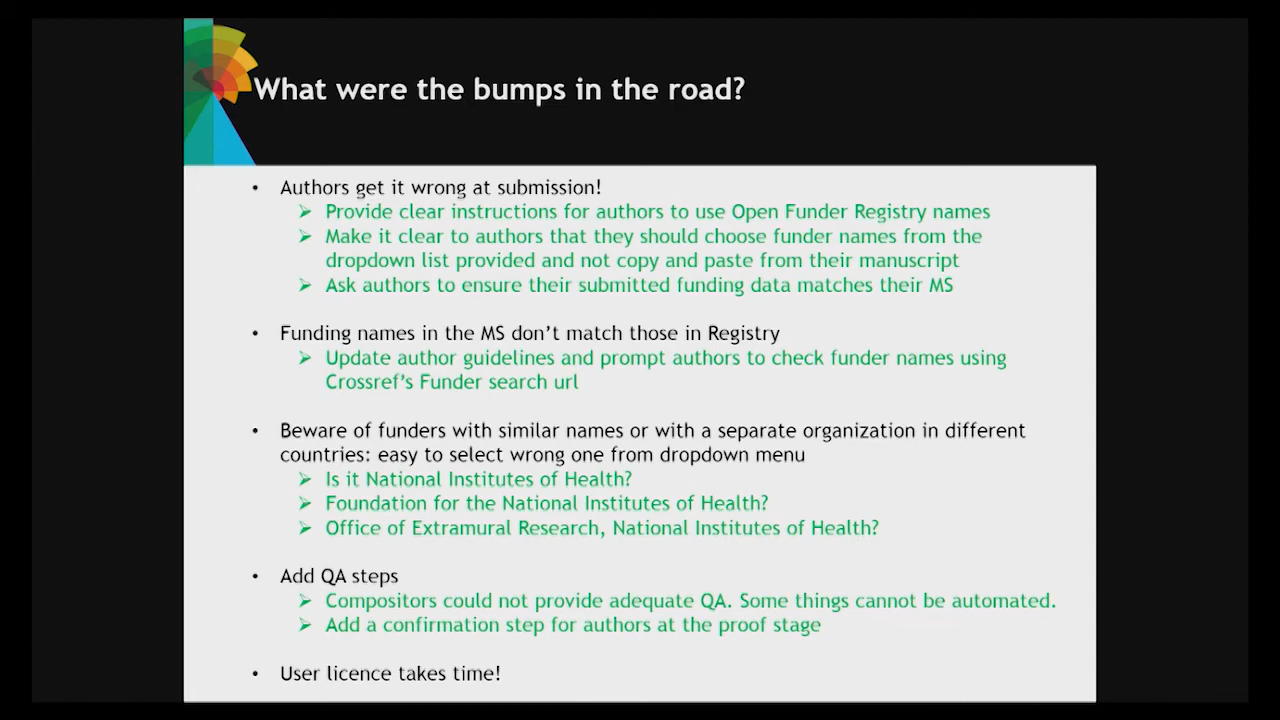 What were the bumps in the road?
• Authors get it wrong at submission!
➢ Provide clear instructions for authors to use Open Funder Registry names
➢ Make it clear to authors that they should choose funder names from the
dropdown list provided and not copy and paste from their manuscript
➢ Ask authors to ensure their submitted funding data matches their MS
• Funding names in the MS don’t match those in Registry
➢ Update author guidelines and prompt authors to check funder names using
Crossref’s Funder search url
• Beware of funders with similar names or with a separate organization in different
countries: easy to select wrong one from dropdown menu
➢ Is it National Institutes of Health?
➢ Foundation for the National Institutes of Health?
➢ Office of Extramural Research, National Institutes of Health?
• Add QA steps
➢ Compositors could not provide adequate QA. Some things cannot be automated.
➢ Add a confirmation step for authors at the proof stage
• User licence takes time!